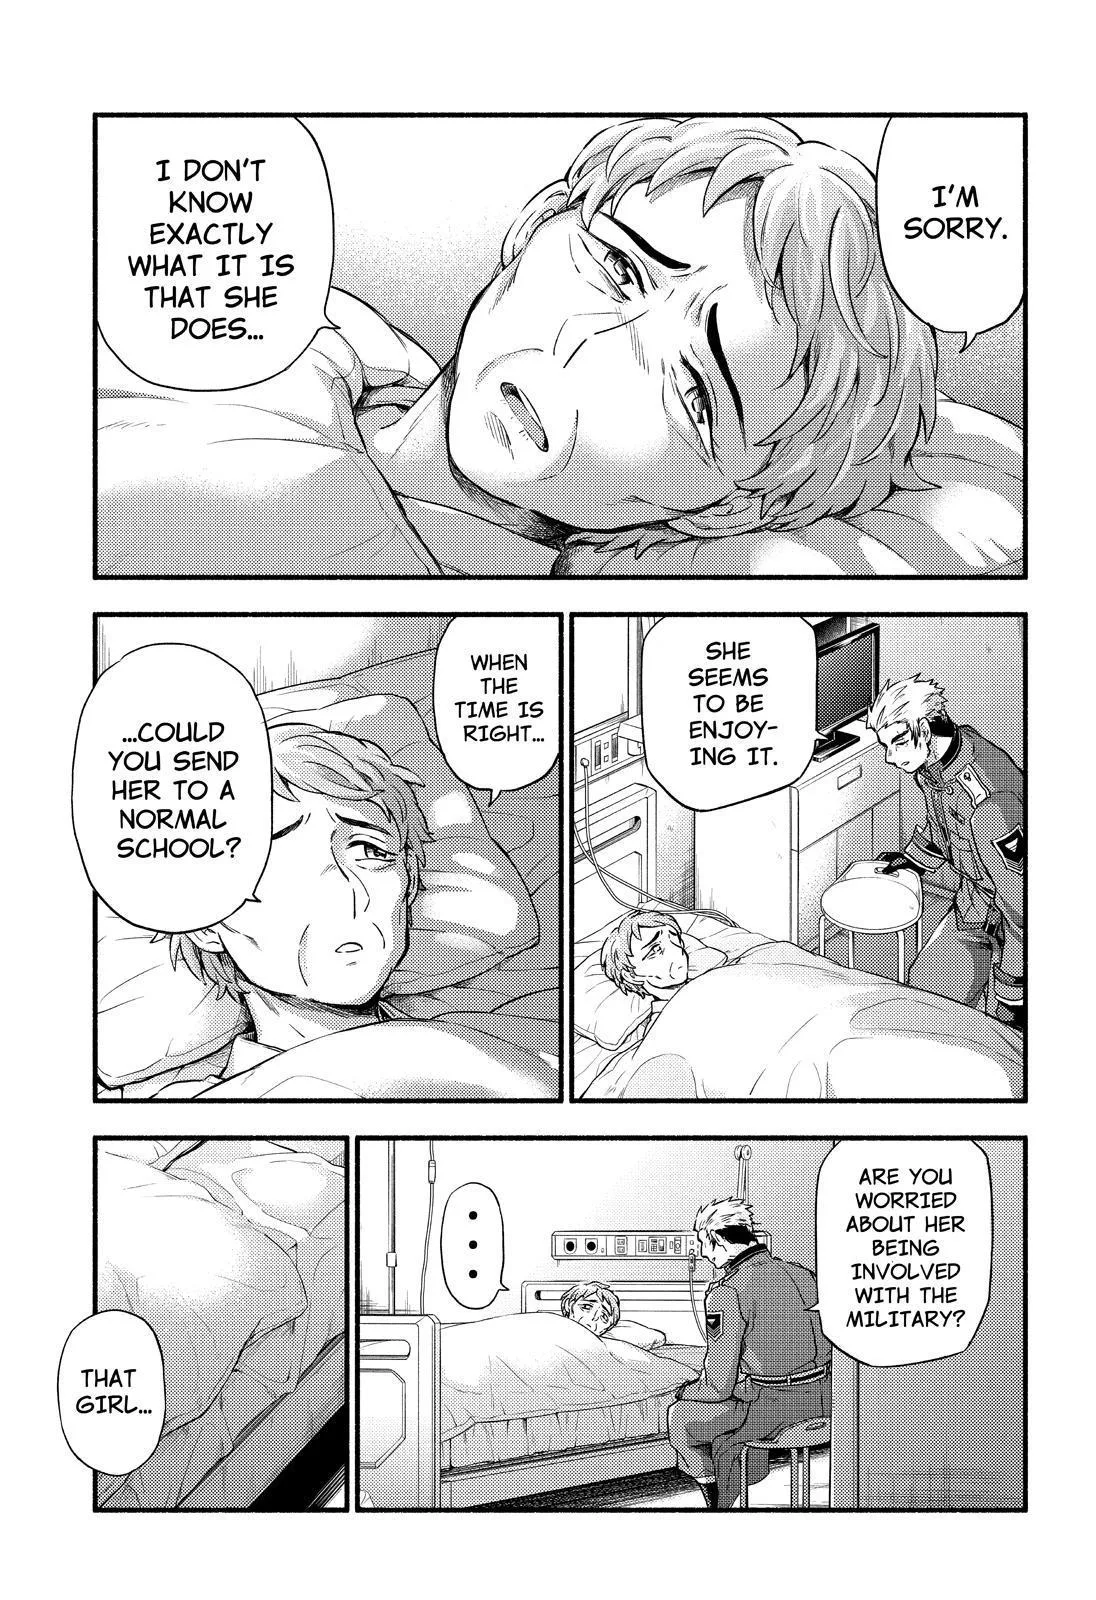 I'M
SORRY.
I DON'T
KNOW
EXACTLY
WHAT IT IS
THAT SHE
DOES...
SHE
SEEMS
TO BE
ENJOY-
ING IT.
WHEN
THE
TIME IS
RIGHT...
...COULD
YOU SEND
HER TO A
NORMAL
SCHOOL?
ARE YOU
WORRIED
ABOUT HER
BEING
INVOLVED
WITH THE
MILITARY?
...
THAT
GIRL...